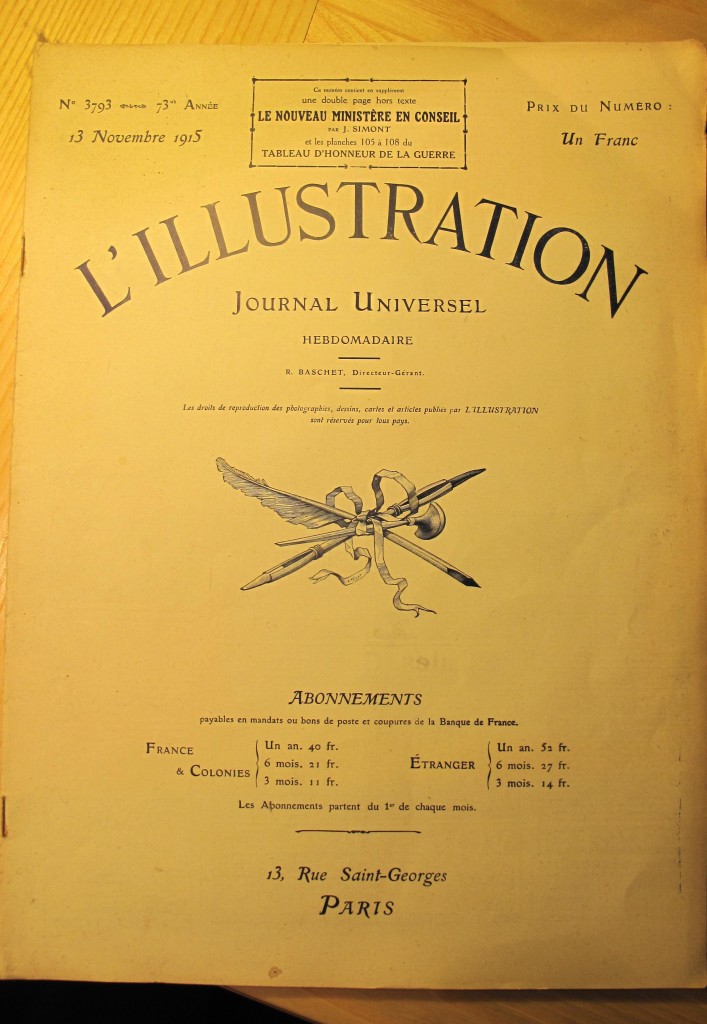 N° 3793 73me Année
13 Novembre 1915
Ce numéro contient en supplément
une double page hors texte
LE NOUVEAU MINISTÈRE EN CONSEIL
PAR J. SIMONT
et les planches 105 à 108 du
TABLEAU D'HONNEUR DE LA GUERRE
Prix du Numéro :
Un Franc
L'ILLUSTRATION
Journal Universel
HEBDOMADAIRE
R. BASCHET, Directeur-Gérant.
Les droits de reproduction des photographies, dessins, cartes et articles publiés par L'ILLUSTRATION
sont réservés pour tous pays.
Abonnements
payables en mandats ou bons de poste et coupures de la Banque de France.
France
& Colonies
Un an. 40 fr.
6 mois. 21 fr.
3 mois. 11 fr.
Étranger
Un an. 52 fr.
6 mois. 27 fr.
3 mois. 14 fr.
Les Abonnements partent du 1er de chaque mois.
13, Rue Saint-Georges
Paris